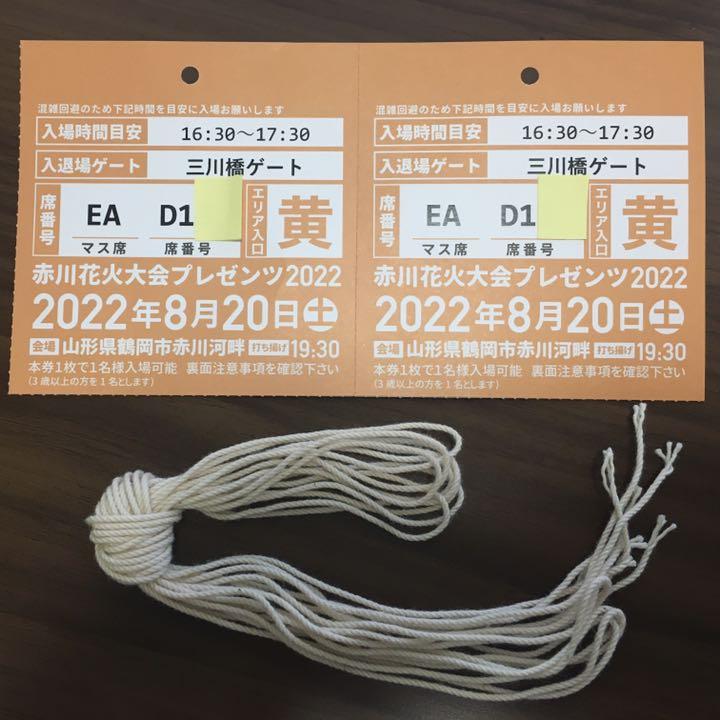 混雑回避のため下記時間を目安に入場お願いします
入場時間目安 16:30～17:30
入退場ゲート 三川橋ゲート
席番号 EA マス席 D1 席番号 エリア入口 黄
赤川花火大会プレゼンツ2022
2022年8月20日土
会場 山形県鶴岡市赤川河畔 打ち揚げ 19:30
本券1枚で1名様入場可能 裏面注意事項を確認下さい
(3歳以上の方を1名とします)
混雑回避のため下記時間を目安に入場お願いします
入場時間目安 16:30～17:30
入退場ゲート 三川橋ゲート
席番号 EA マス席 D1 席番号 エリア入口 黄
赤川花火大会プレゼンツ2022
2022年8月20日土
会場 山形県鶴岡市赤川河畔 打ち揚げ 19:30
本券1枚で1名様入場可能 裏面注意事項を確認下さい
(3歳以上の方を1名とします)